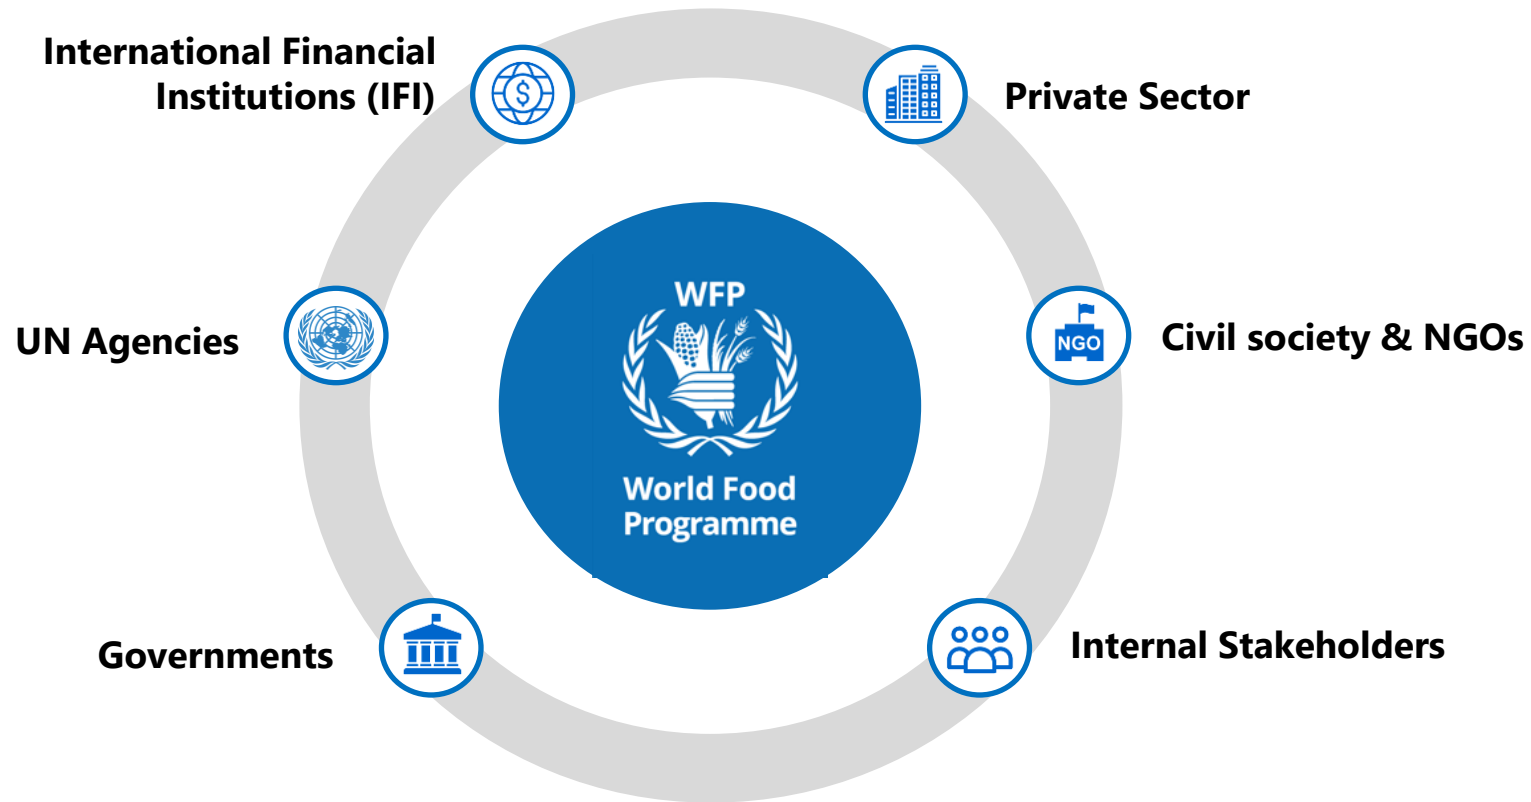 International Financial
Institutions (IFI)
$
Private Sector
WFP
UN Agencies
NGO
Civil society & NGOs
World Food
Programme
Governments
Internal Stakeholders